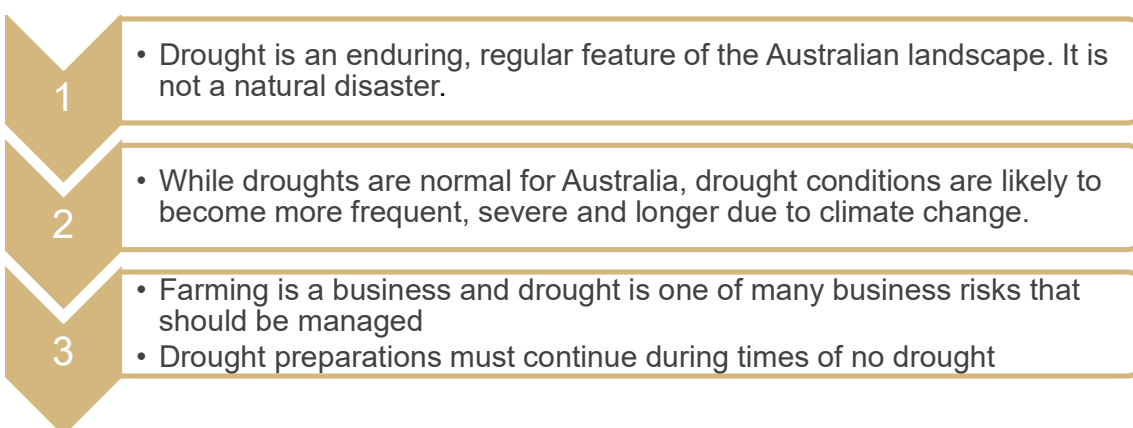 1
• Drought is an enduring, regular feature of the Australian landscape. It is
not a natural disaster.
2
• While droughts are normal for Australia, drought conditions are likely to
become more frequent, severe and longer due to climate change.
3
• Farming is a business and drought is one of many business risks that
should be managed
• Drought preparations must continue during times of no drought